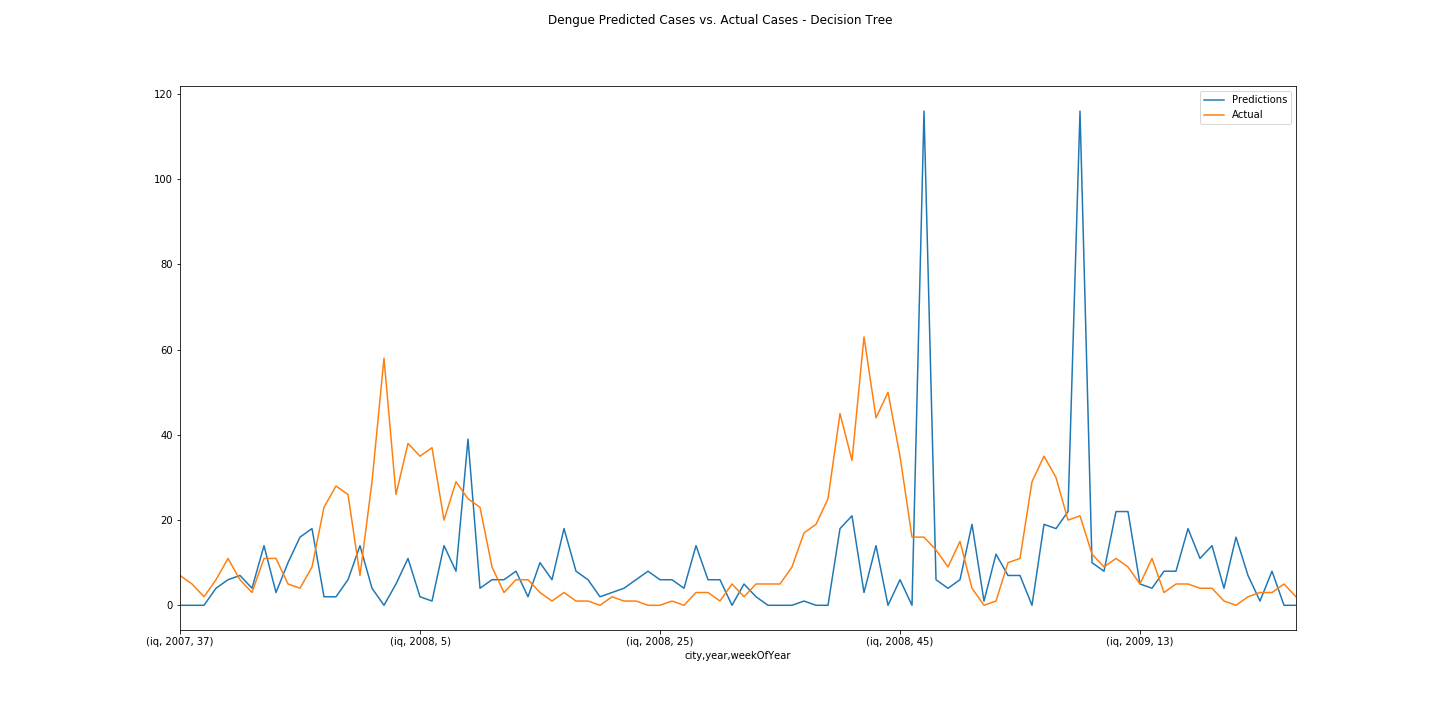 Dengue Predicted Cases vs. Actual Cases - Decision Tree
Predictions
Actual
120
100
80
60
40
20
0
(iq, 2007, 37) (iq, 2008, 5) (iq, 2008, 25) (iq, 2008, 45) (iq, 2009, 13)
city,year,weekOfYear